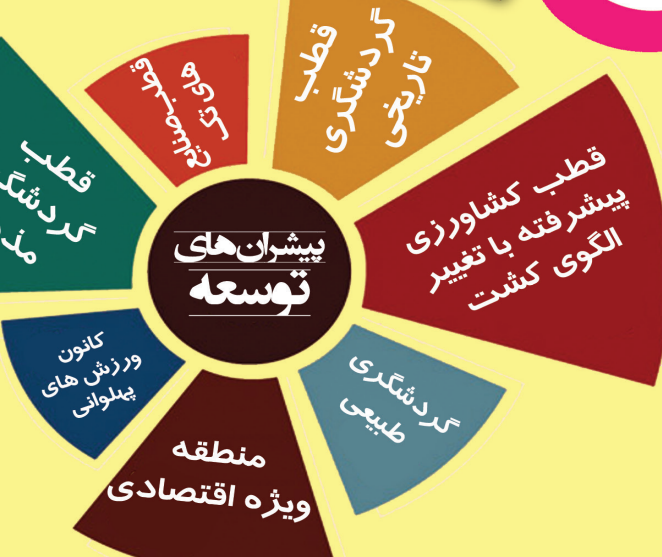 پیشران‌های
توسعه
قطب
گردشگری
تاریخی
قطب کشاورزی
پیشرفته با تغییر
الگوی کشت
گردشگری
طبیعی
منطقه
ویژه اقتصادی
کانون
ورزش های
پهلوانی
قطب
قطب صنایع
های تک